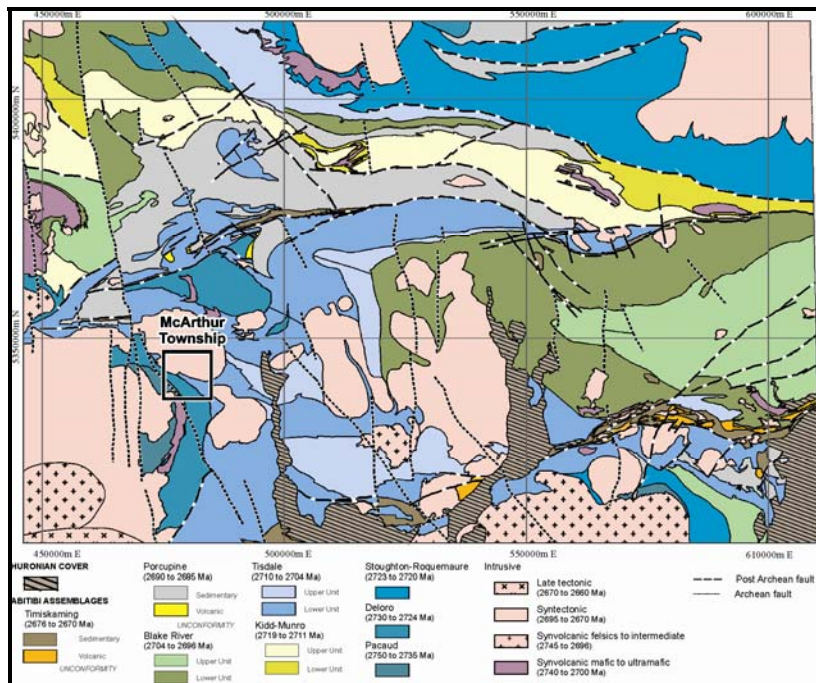 450000m E
500000m E
550000m E
600000m E
5400000m N
5350000m N
McArthur
Township
450000m E
500000m E
550000m E
610000m E
HURONIAN COVER
ABITIBI ASSEMBLAGES
Timiskaming
(2676 to 2670 Ma)
Sedimentary
Volcanic
UNCONFORMITY
Porcupine
(2690 to 2685 Ma)
Sedimentary
Volcanic
UNCONFORMITY
Blake River
(2704 to 2696 Ma)
Upper Unit
Lower Unit
Tisdale
(2710 to 2704 Ma)
Upper Unit
Lower Unit
Kidd-Munro
(2719 to 2711 Ma)
Upper Unit
Lower Unit
Stoughton-Roquemaure
(2723 to 2720 Ma)
Deloro
(2730 to 2724 Ma)
Pacaud
(2750 to 2735 Ma)
Intrusive
Late tectonic
(2670 to 2660 Ma)
Syntectonic
(2695 to 2670 Ma)
Synvolcanic felsics to intermediate
(2745 to 2696)
Synvolcanic mafic to ultramafic
(2740 to 2700 Ma)
Post Archean fault
Archean fault